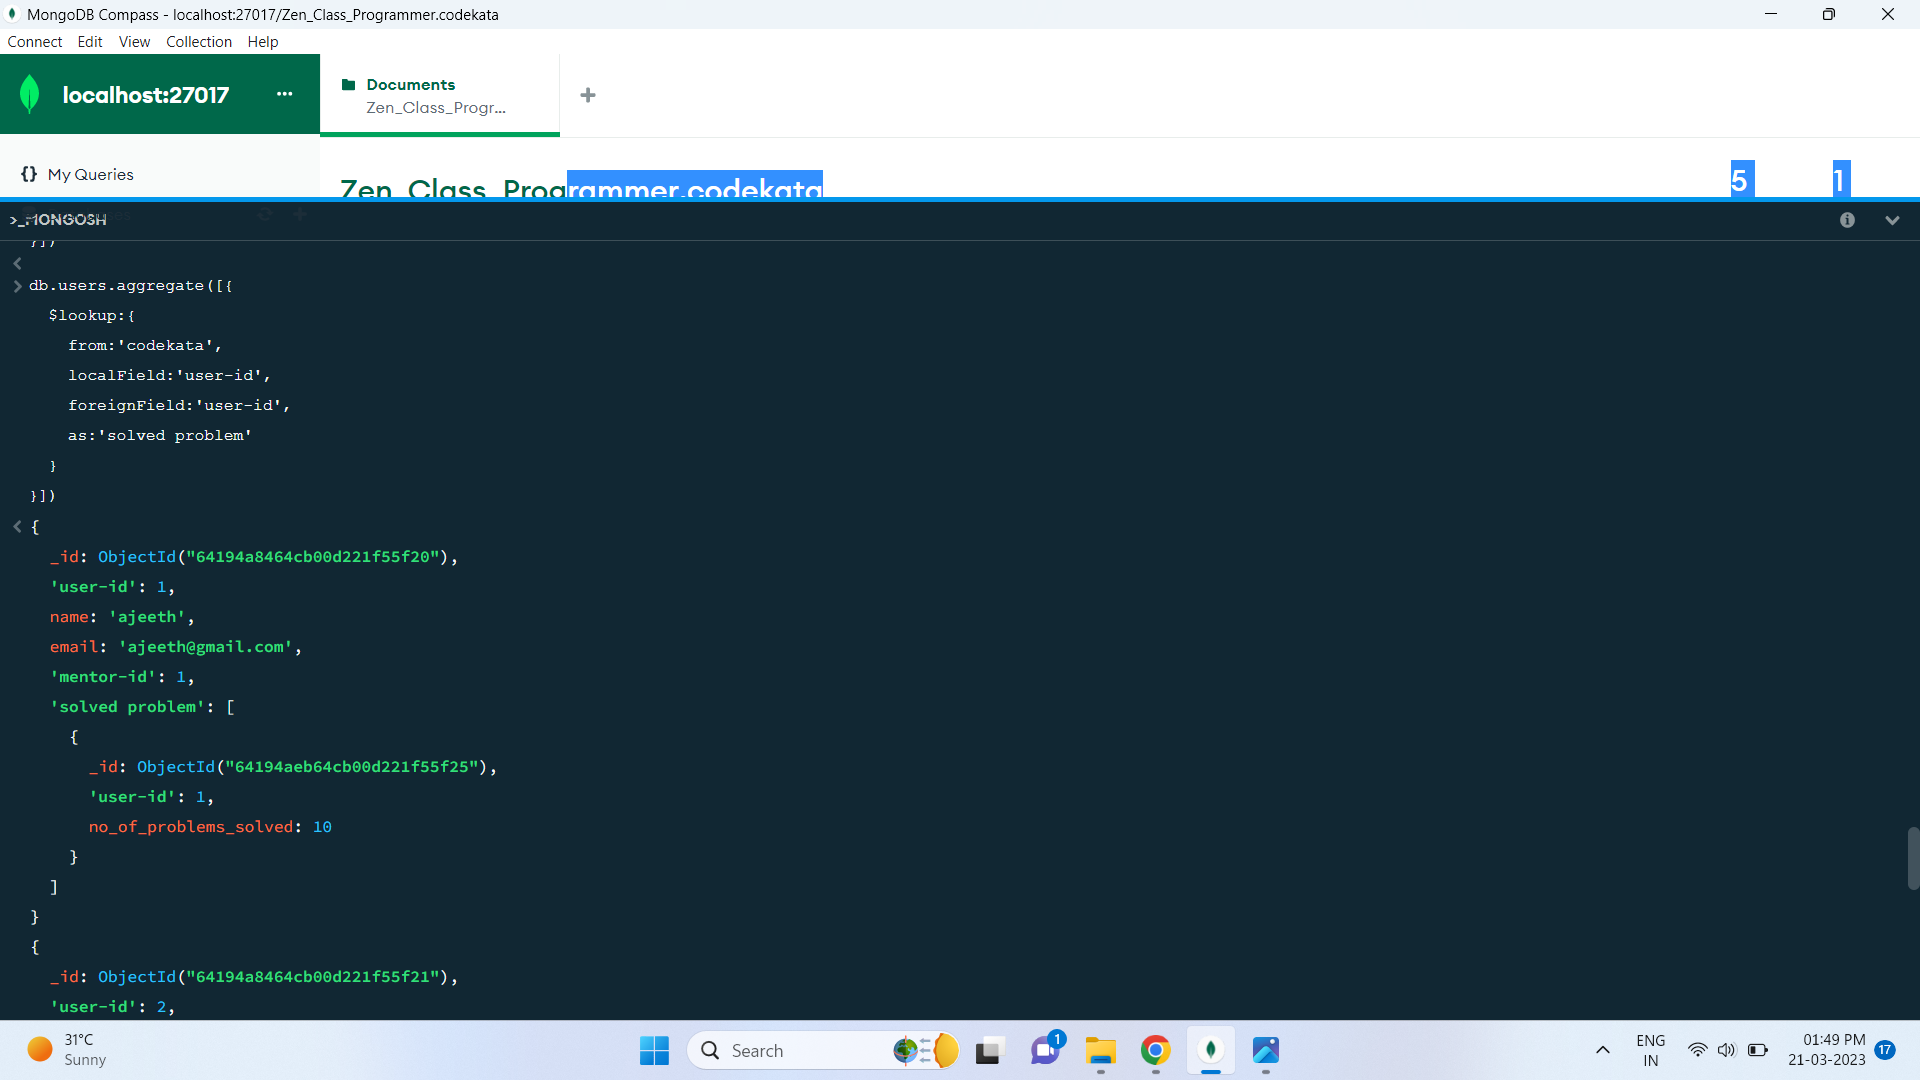 MongoDB Compass - localhost:27017/Zen_Class_Programmer.codekata
Connect Edit View Collection Help
localhost:27017 ...
Documents
Zen_Class_Progr...
{} My Queries
Zen_Class_Programmer.codekata
5 1
>_MONGOSH
}])
db.users.aggregate([{
$lookup:{
from:'codekata',
localField:'user-id',
foreignField:'user-id',
as:'solved problem'
}
}])
{
_id: ObjectId("64194a8464cb00d221f55f20"),
'user-id': 1,
name: 'ajeeth',
email: 'ajeeth@gmail.com',
'mentor-id': 1,
'solved problem': [
{
_id: ObjectId("64194aeb64cb00d221f55f25"),
'user-id': 1,
no_of_problems_solved: 10
}
]
}
{
_id: ObjectId("64194a8464cb00d221f55f21"),
'user-id': 2,
31°C
Sunny
Search
1
ENG
IN
01:49 PM
21-03-2023
17